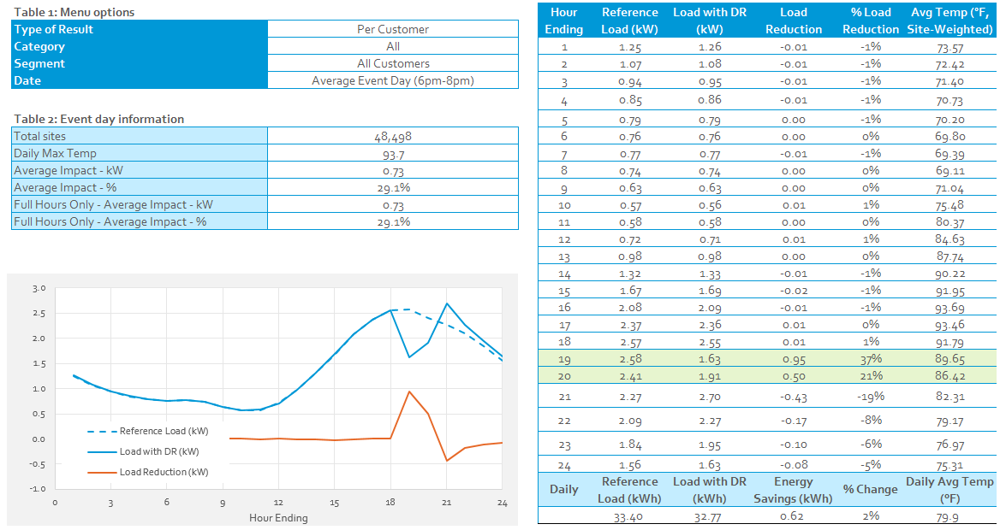 Table 1: Menu options
Type of Result Per Customer
Category All
Segment All Customers
Date Average Event Day (6pm-8pm)
Table 2: Event day information
Total sites 48,498
Daily Max Temp 93.7
Average Impact - kW 0.73
Average Impact - % 29.1%
Full Hours Only - Average Impact - kW 0.73
Full Hours Only - Average Impact - % 29.1%
3.0
2.5
2.0
1.5
1.0
0.5
0.0
-0.5
-1.0
Reference Load (kW)
Load with DR (kW)
Load Reduction (kW)
0 3 6 9 12 15 18 21 24
Hour Ending
Hour Reference Load with DR Load % Load Avg Temp (°F,
Ending Load (kW) (kW) Reduction Reduction Site-Weighted)
1 1.25 1.26 -0.01 -1% 73.57
2 1.07 1.08 -0.01 -1% 72.42
3 0.94 0.95 -0.01 -1% 71.40
4 0.85 0.86 -0.01 -1% 70.73
5 0.79 0.79 0.00 -1% 70.20
6 0.76 0.76 0.00 0% 69.80
7 0.77 0.77 -0.01 -1% 69.39
8 0.74 0.74 0.00 0% 69.11
9 0.63 0.63 0.00 0% 71.04
10 0.57 0.56 0.01 1% 75.48
11 0.58 0.58 0.00 0% 80.37
12 0.72 0.71 0.01 1% 84.63
13 0.98 0.98 0.00 0% 87.74
14 1.32 1.33 -0.01 -1% 90.22
15 1.67 1.69 -0.02 -1% 91.95
16 2.08 2.09 -0.01 -1% 93.69
17 2.37 2.36 0.01 0% 93.46
18 2.57 2.55 0.01 1% 91.79
19 2.58 1.63 0.95 37% 89.65
20 2.41 1.91 0.50 21% 86.42
21 2.27 2.70 -0.43 -19% 82.31
22 2.09 2.27 -0.17 -8% 79.17
23 1.84 1.95 -0.10 -6% 76.97
24 1.56 1.63 -0.08 -5% 75.31
Daily Reference Load with DR Energy % Change Daily Avg Temp
Load (kWh) (kWh) Savings (kWh) (°F)
33.40 32.77 0.62 2% 79.9